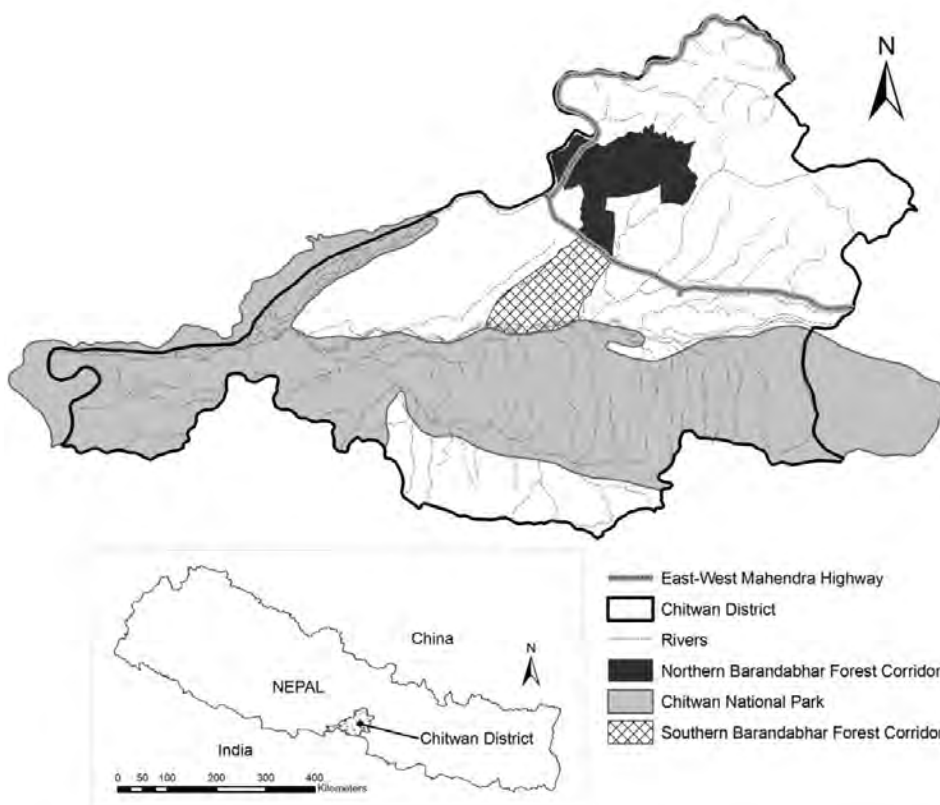 N
East-West Mahendra Highway
Chitwan District
Rivers
Northern Barandabhar Forest Corridor
Chitwan National Park
Southern Barandabhar Forest Corridor
China
N
NEPAL
Chitwan District
India
0 50 100 200 300 400
Kilometers